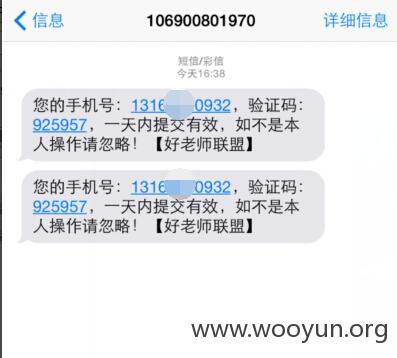 信息
106900801970
详细信息
短信/彩信
今天16:38
您的手机号：1316 0932，验证码：
925957，一天内提交有效，如不是本
人操作请忽略！【好老师联盟】
您的手机号：1316 0932，验证码：
925957，一天内提交有效，如不是本
人操作请忽略！【好老师联盟】
www.wooyun.org